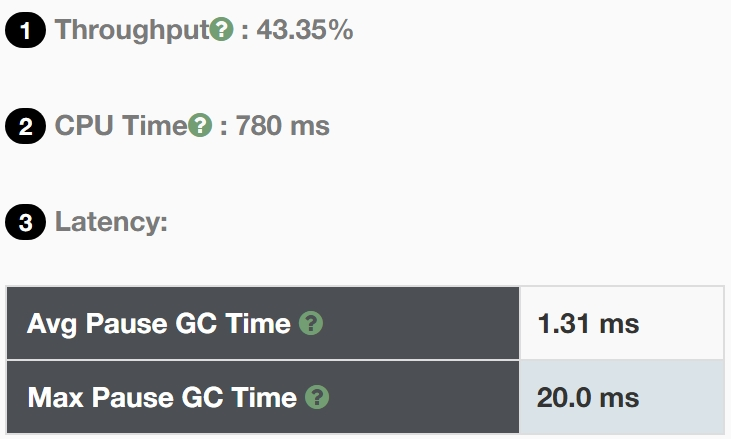 1 Throughput? : 43.35%
2 CPU Time? : 780 ms
3 Latency:
Avg Pause GC Time ? 1.31 ms
Max Pause GC Time ? 20.0 ms